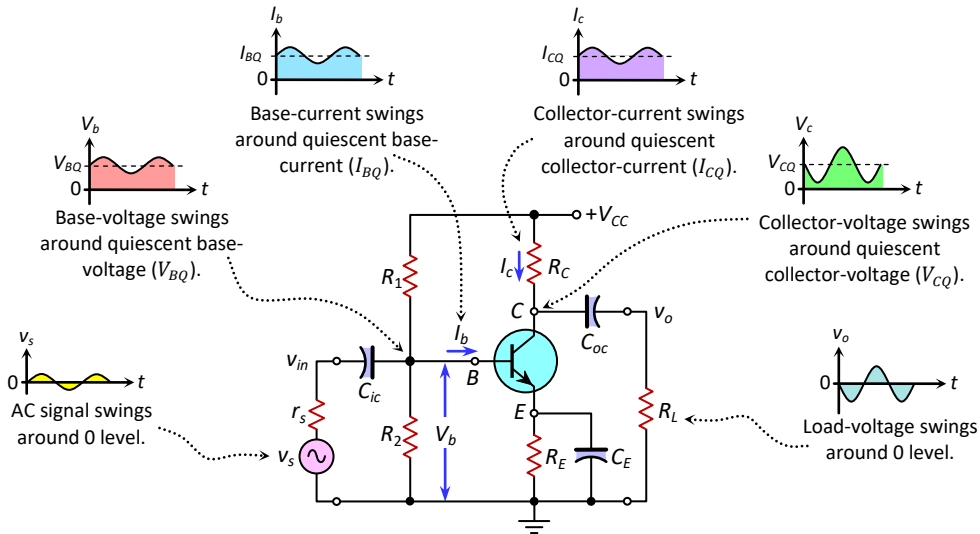 I_b
I_BQ
0
t
Base-current swings
around quiescent base-
current (I_BQ).
I_c
I_CQ
0
t
Collector-current swings
around quiescent
collector-current (I_CQ).
V_b
V_BQ
0
t
Base-voltage swings
around quiescent base-
voltage (V_BQ).
V_c
V_CQ
0
t
Collector-voltage swings
around quiescent
collector-voltage (V_CQ).
+V_CC
R_1
I_c
R_C
C
C_oc
v_o
v_s
0
t
AC signal swings
around 0 level.
v_in
C_ic
I_b
B
r_s
v_s
R_2
V_b
E
R_E
C_E
R_L
v_o
0
t
Load-voltage swings
around 0 level.